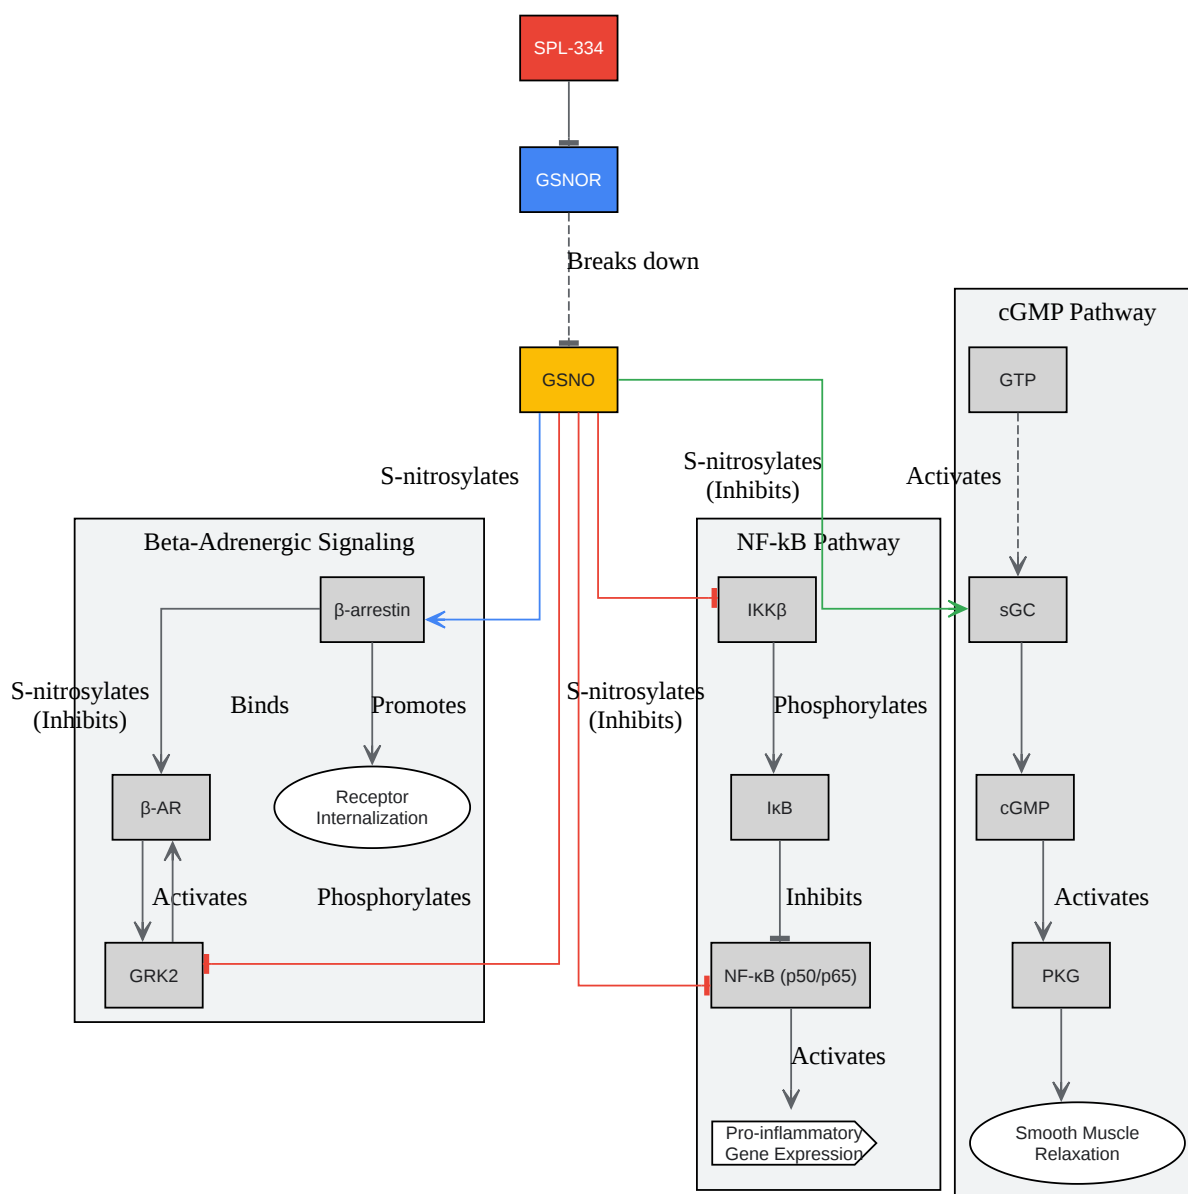 SPL-334
GSNOR
Breaks down
cGMP Pathway
GSNO
GTP
S-nitrosylates
S-nitrosylates
(Inhibits)
Activates
Beta-Adrenergic Signaling
NF-kB Pathway
β-arrestin
IKKβ
sGC
S-nitrosylates
(Inhibits)
Binds
Promotes
S-nitrosylates
(Inhibits)
Phosphorylates
β-AR
Receptor
Internalization
IκB
cGMP
Activates
Phosphorylates
Inhibits
Activates
GRK2
NF-κB (p50/p65)
PKG
Activates
Pro-inflammatory
Gene Expression
Smooth Muscle
Relaxation